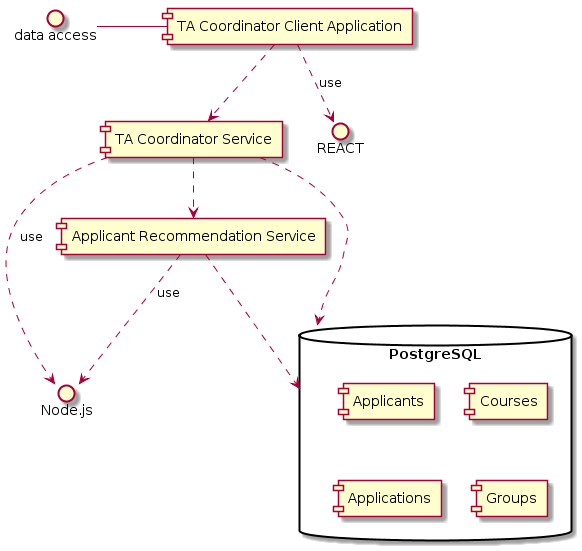 TA Coordinator Client Application
data access
use
TA Coordinator Service
REACT
use
Applicant Recommendation Service
use
PostgreSQL
Applicants
Courses
Node.js
Applications
Groups